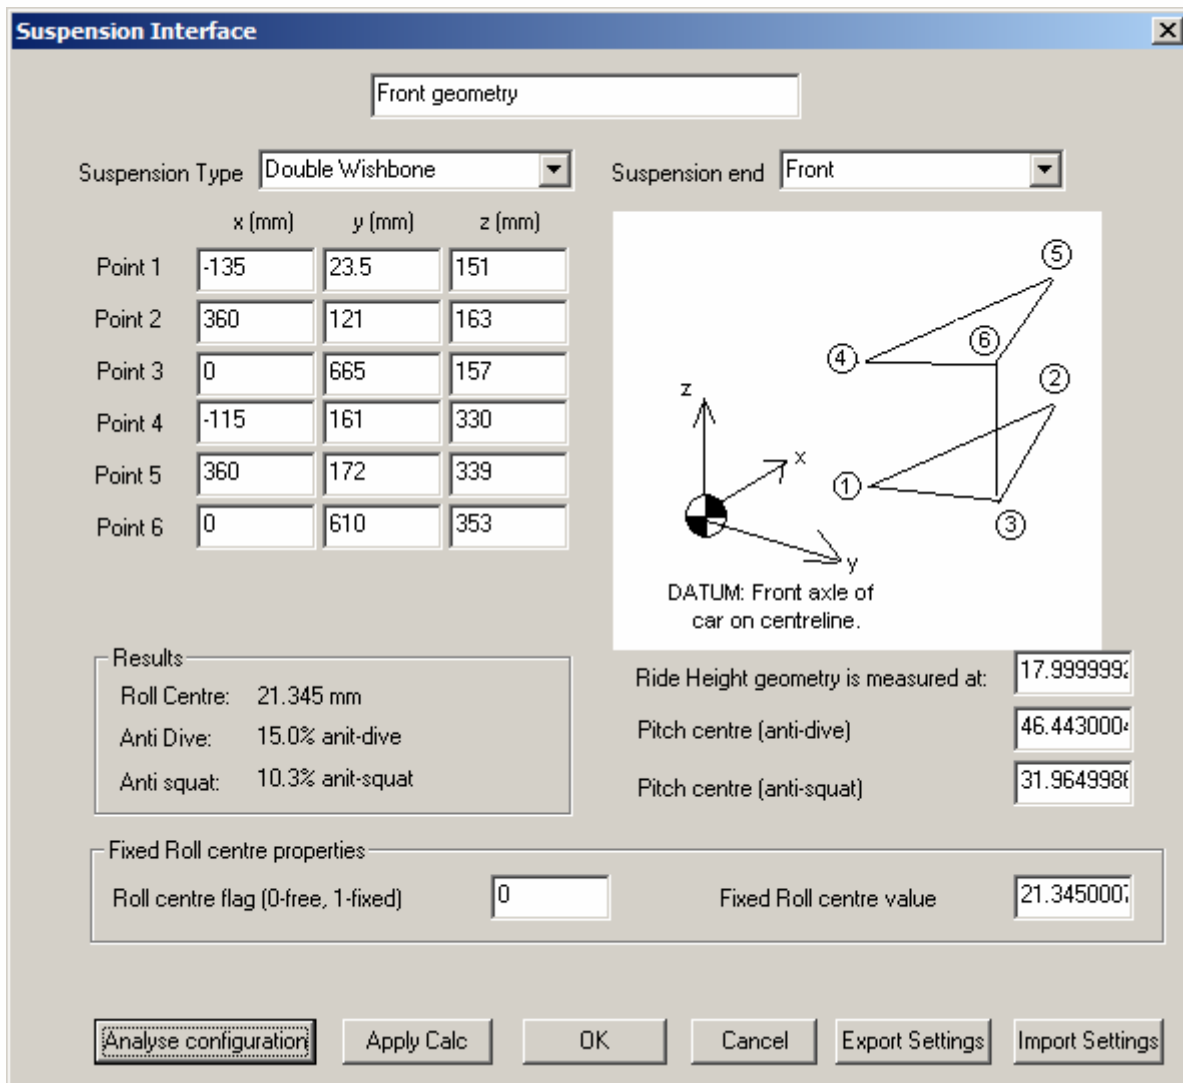 Suspension Interface
Front geometry
Suspension Type Double Wishbone Suspension end Front
x (mm) y (mm) z (mm)
Point 1 -135 23.5 151
Point 2 360 121 163
Point 3 0 665 157
Point 4 -115 161 330
Point 5 360 172 339
Point 6 0 610 353
5
6
4
2
z
x
1
3
y
DATUM: Front axle of
car on centreline.
Results
Roll Centre: 21.345 mm
Anti Dive: 15.0% anit-dive
Anti squat: 10.3% anit-squat
Ride Height geometry is measured at: 17.9999992
Pitch centre (anti-dive) 46.4430004
Pitch centre (anti-squat) 31.9649986
Fixed Roll centre properties
Roll centre flag (0-free, 1-fixed) 0 Fixed Roll centre value 21.3450007
Analyse configuration Apply Calc OK Cancel Export Settings Import Settings